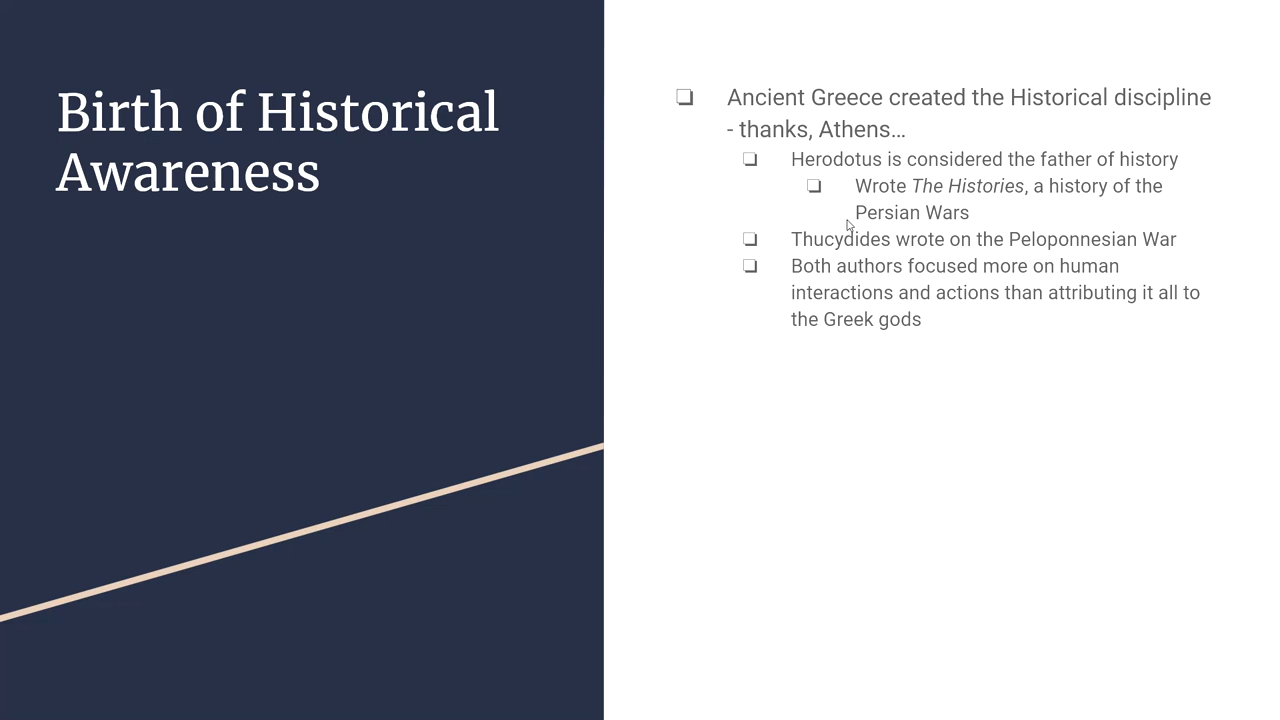 Birth of Historical
Awareness
❏ Ancient Greece created the Historical discipline
- thanks, Athens…
❏ Herodotus is considered the father of history
❏ Wrote The Histories, a history of the
Persian Wars
❏ Thucydides wrote on the Peloponnesian War
❏ Both authors focused more on human
interactions and actions than attributing it all to
the Greek gods